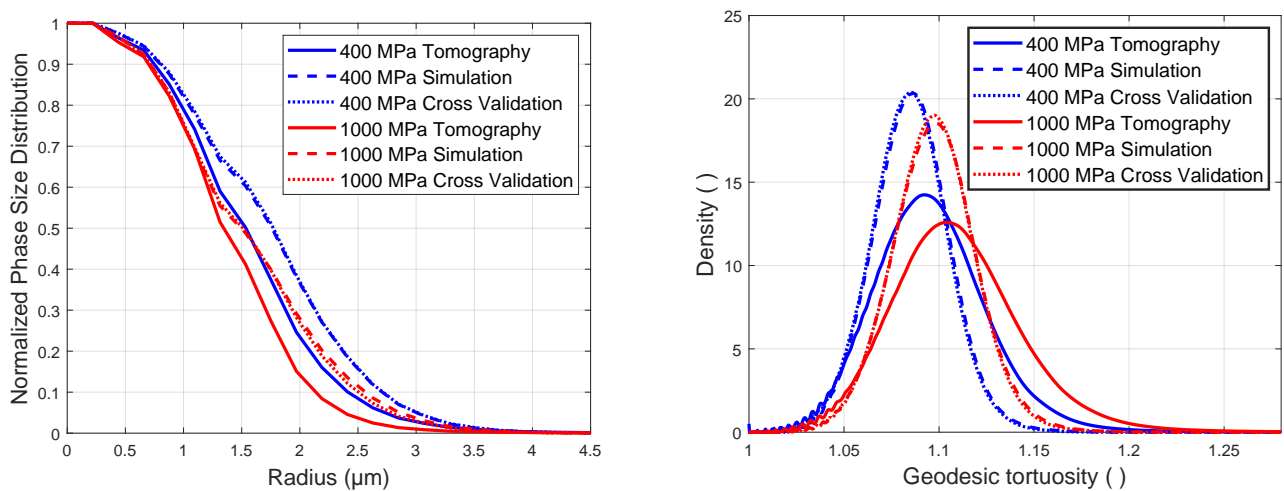 Normalized Phase Size Distribution
1
0.9
0.8
0.7
0.6
0.5
0.4
0.3
0.2
0.1
0
0 0.5 1 1.5 2 2.5 3 3.5 4 4.5
Radius (µm)
400 MPa Tomography
400 MPa Simulation
400 MPa Cross Validation
1000 MPa Tomography
1000 MPa Simulation
1000 MPa Cross Validation
Density ( )
25
20
15
10
5
0
1 1.05 1.1 1.15 1.2 1.25
Geodesic tortuosity ( )
400 MPa Tomography
400 MPa Simulation
400 MPa Cross Validation
1000 MPa Tomography
1000 MPa Simulation
1000 MPa Cross Validation